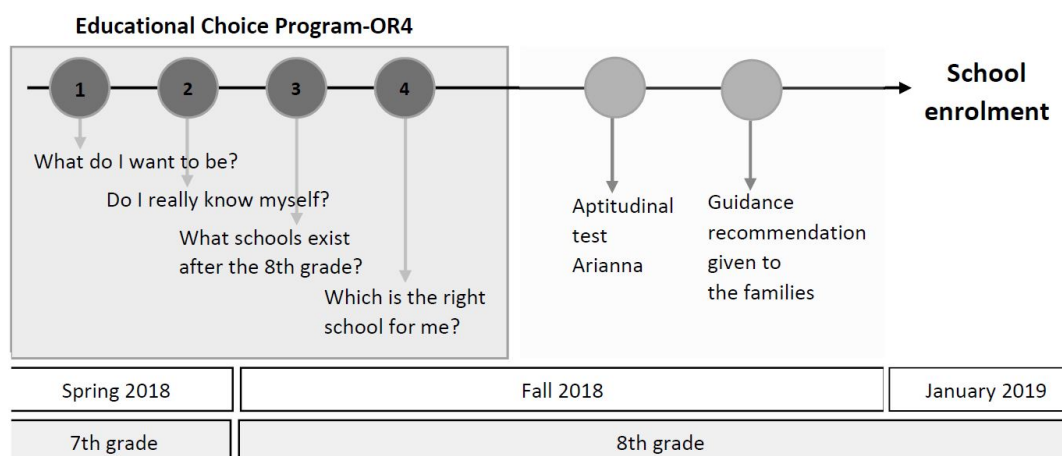 Educational Choice Program-OR4
1
2
3
4
School
enrolment
What do I want to be?
Do I really know myself?
What schools exist
after the 8th grade?
Which is the right
school for me?
Aptitudinal
test
Arianna
Guidance
recommendation
given to
the families
Spring 2018
Fall 2018
January 2019
7th grade
8th grade